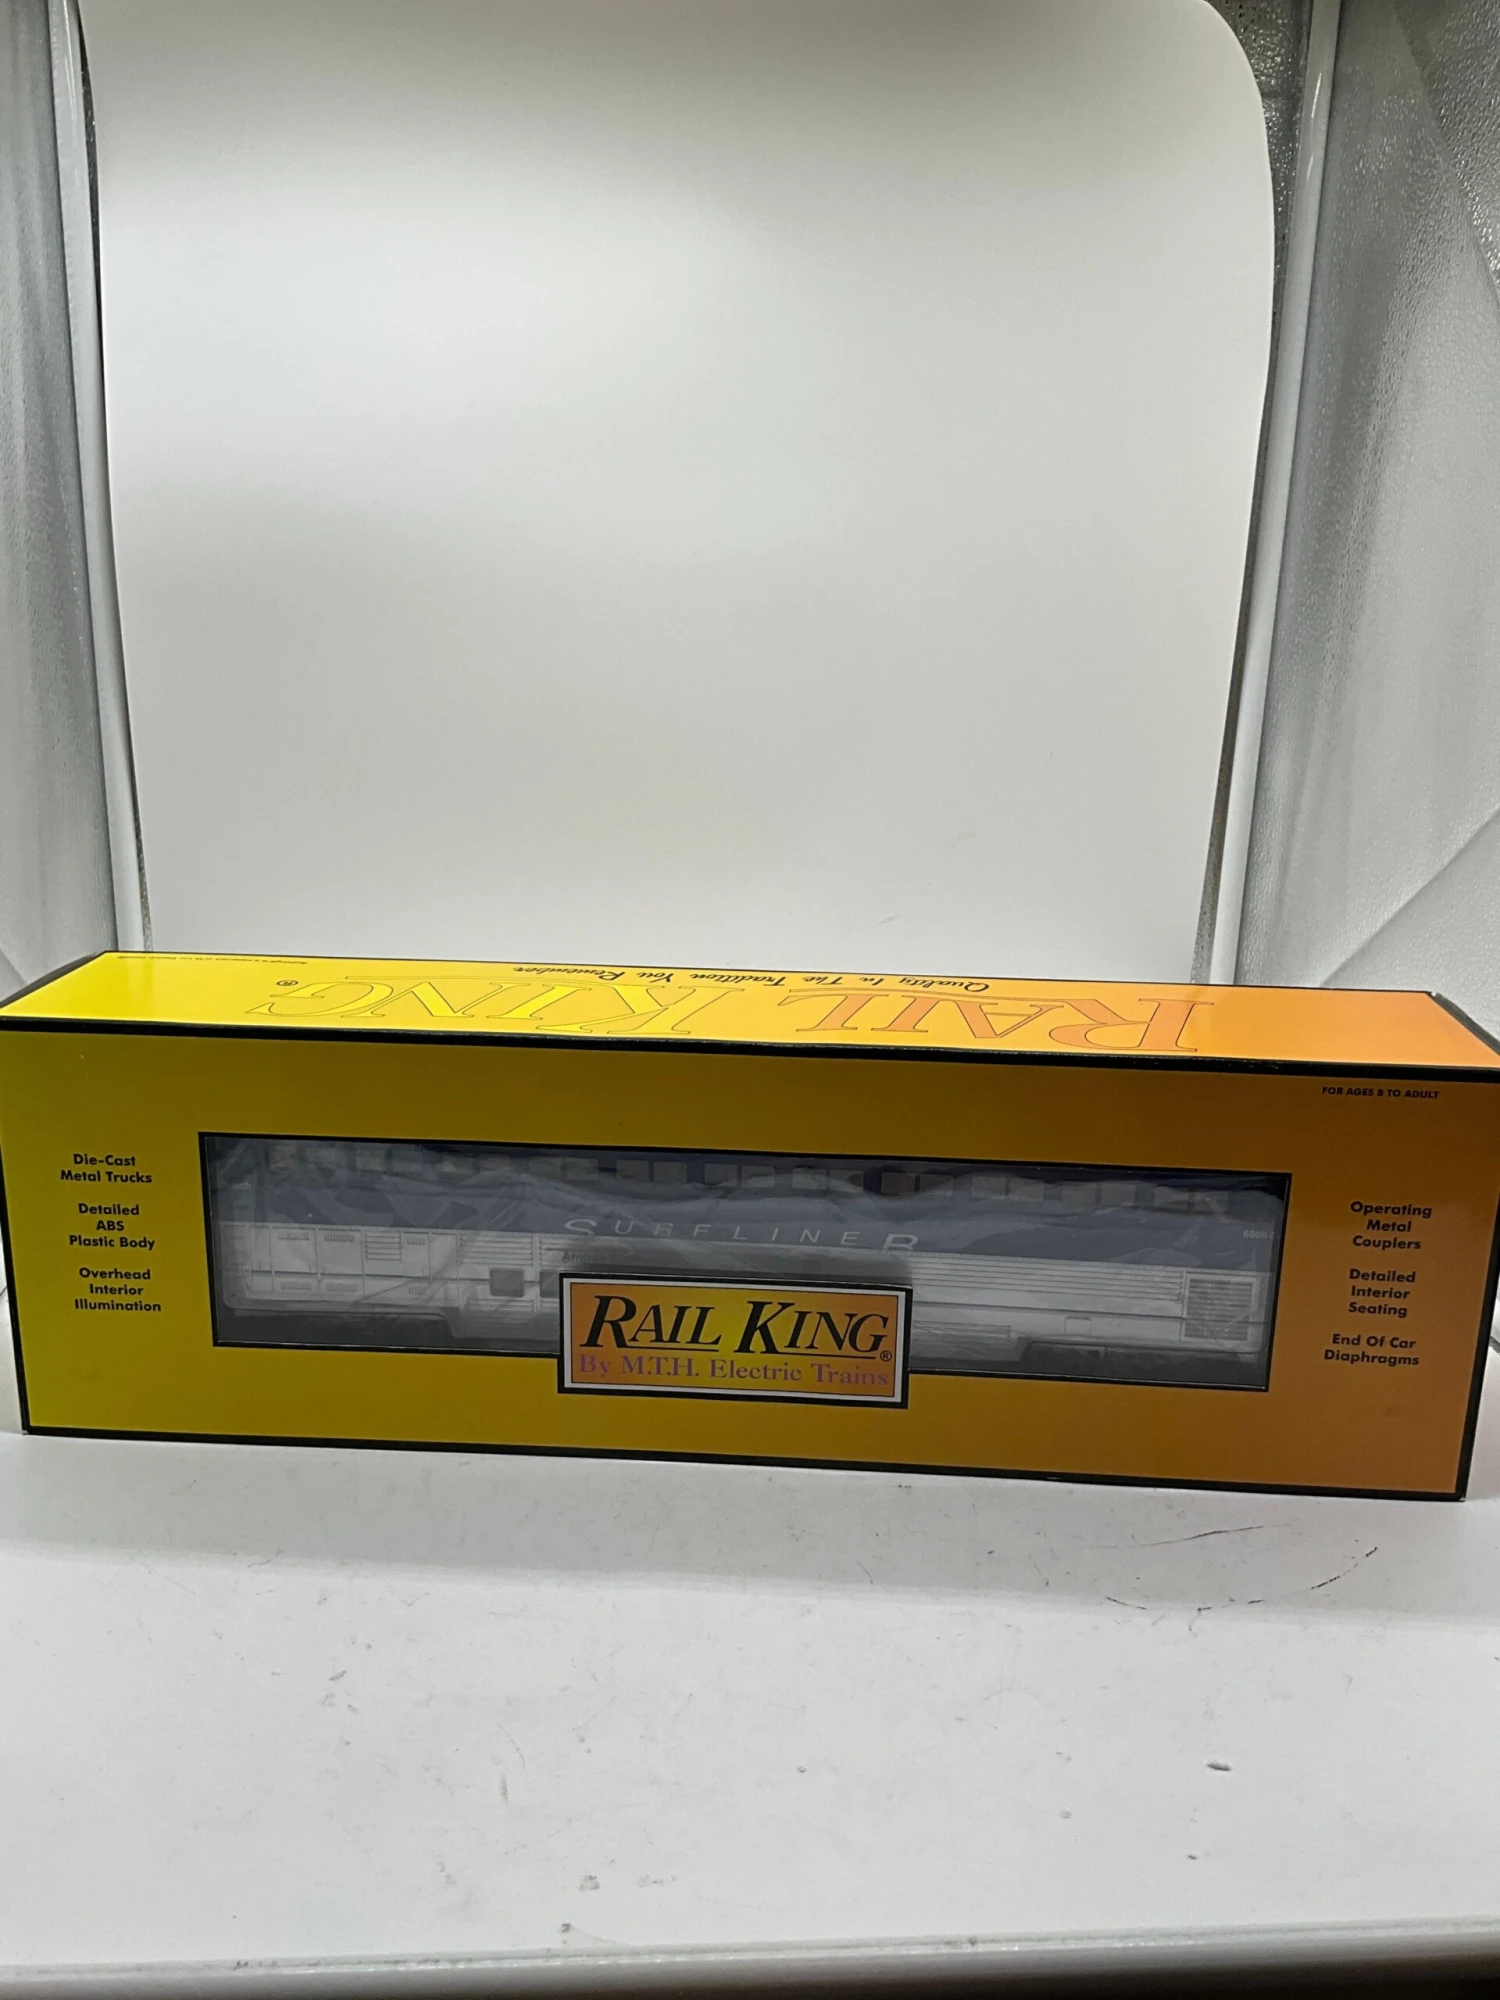 RAIL KING®
Quality In The Tradition You Remember
FOR AGES 8 TO ADULT
Die-Cast
Metal Trucks
Detailed
ABS
Plastic Body
Overhead
Interior
Illumination
SURFLINER
RAIL KING®
By M.T.H. Electric Trains
Operating
Metal
Couplers
Detailed
Interior
Seating
End Of Car
Diaphragms